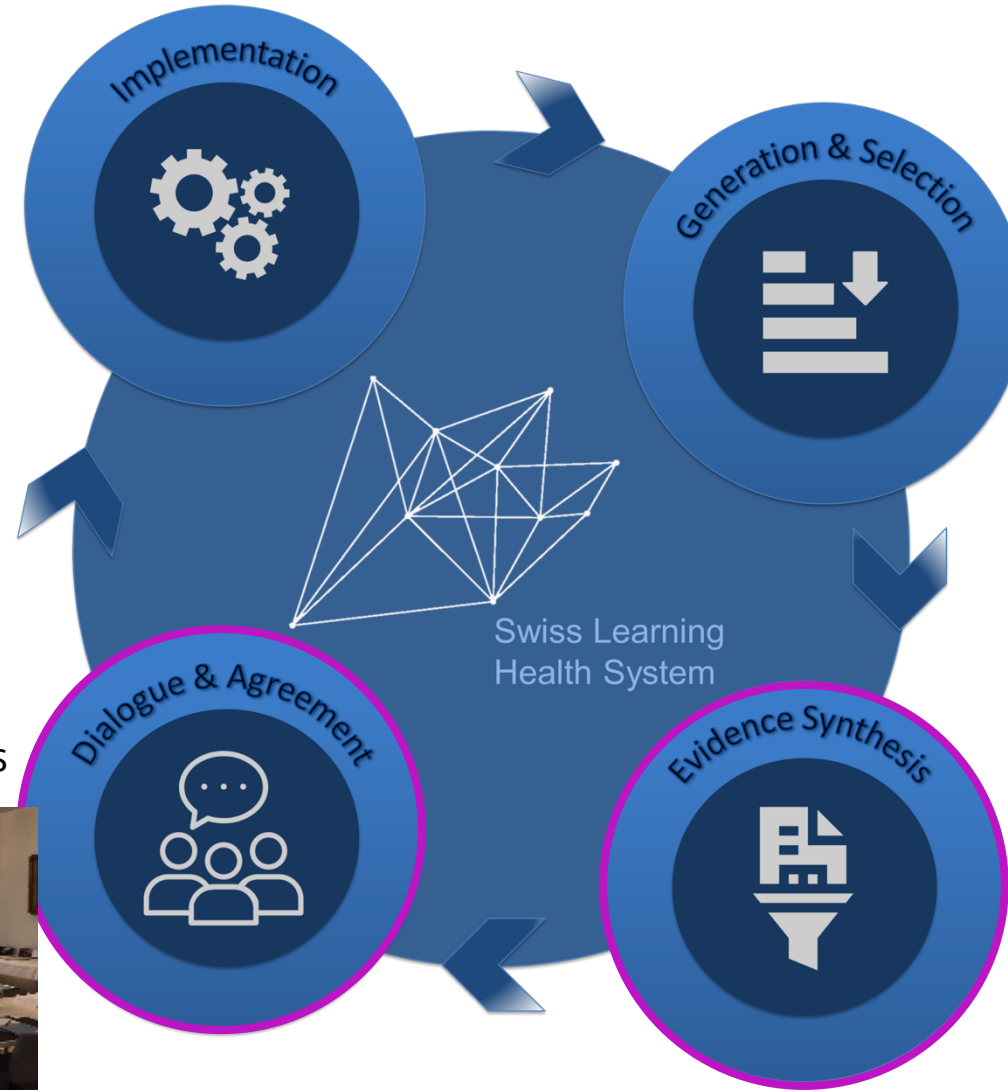 Implementation
Generation & Selection
Swiss Learning
Health System
Dialogue & Agreement
Evidence Synthesis